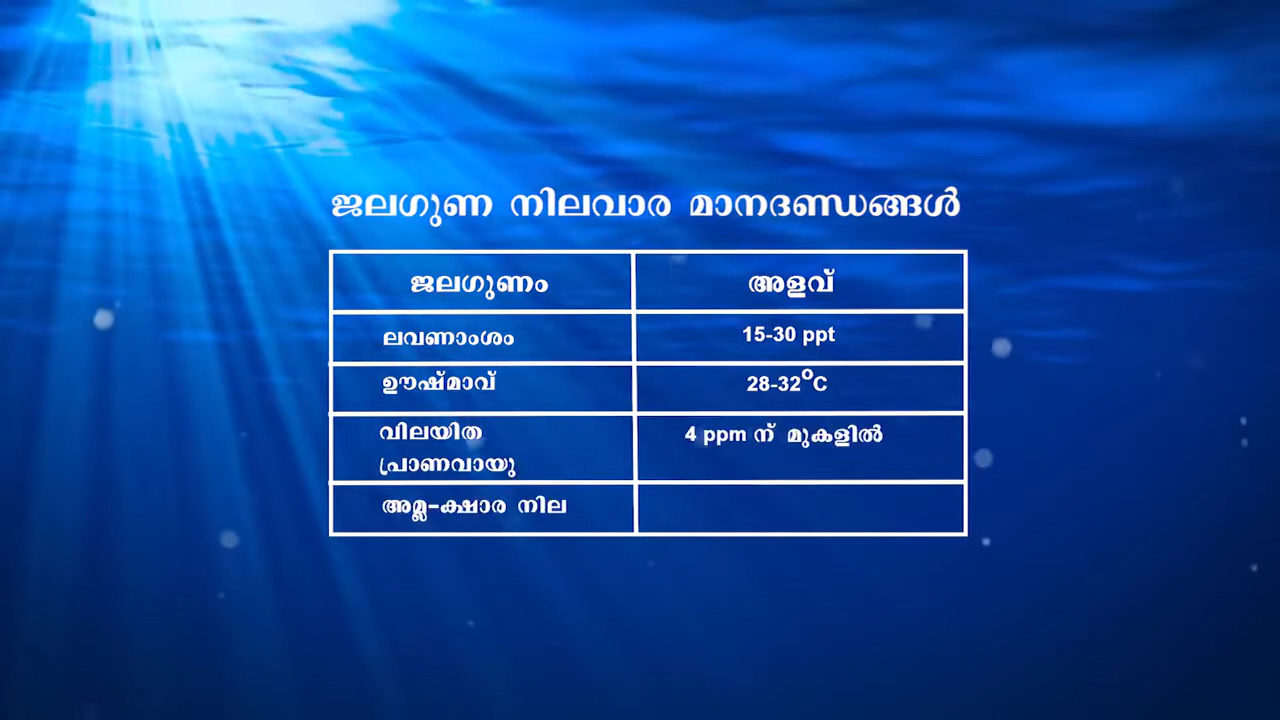 ജലഗുണ നിലവാര മാനദണ്ഡങ്ങൾ
ജലഗുണം അളവ്
ലവണാംശം 15-30 ppt
ഊഷ്മാവ് 28-32°C
വിലയിത 4 ppm ന് മുകളിൽ
പ്രാണവായു
അമ്ല-ക്ഷാര നില